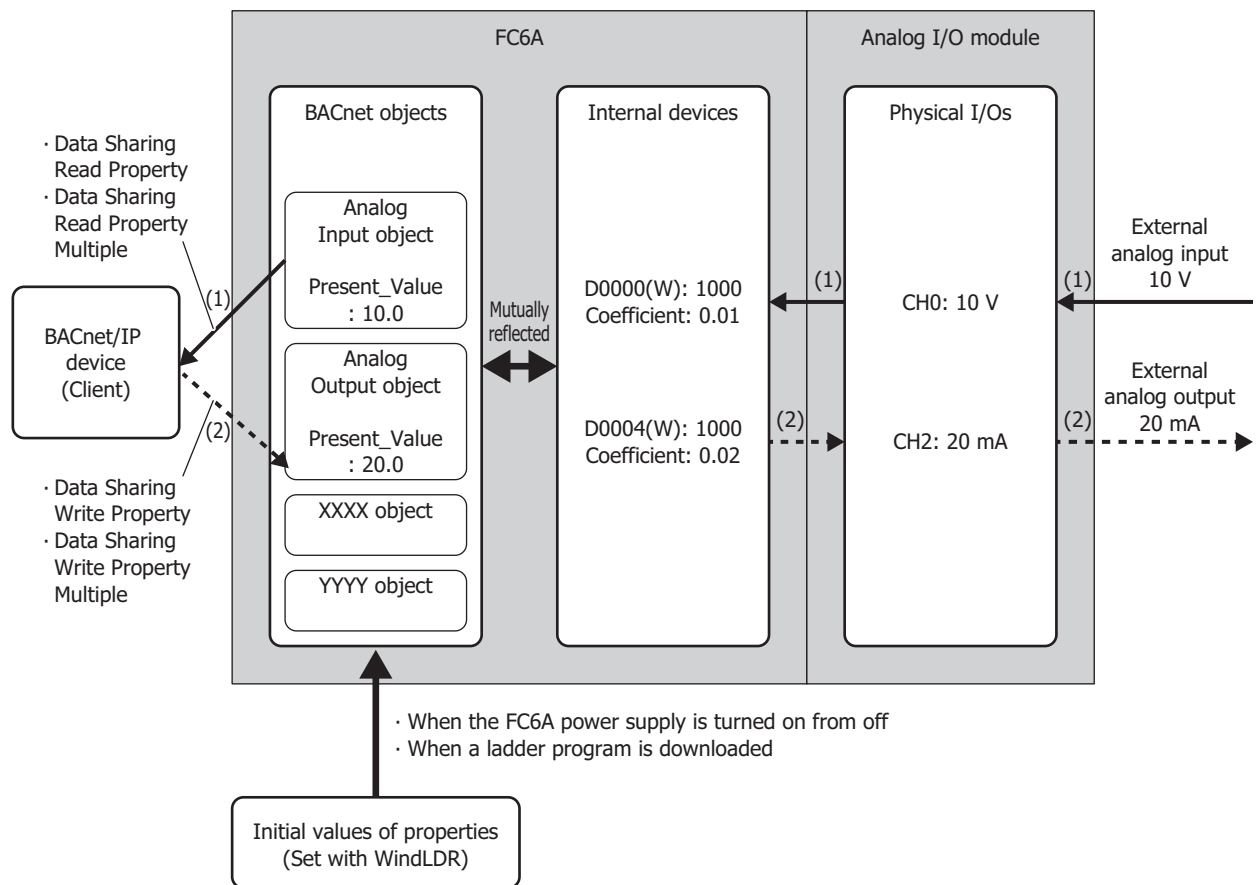 FC6A
Analog I/O module
BACnet objects
Internal devices
Physical I/Os
· Data Sharing
Read Property
· Data Sharing
Read Property
Multiple
Analog
Input object
Present_Value
: 10.0
(1)
BACnet/IP
device
(Client)
(2)
Mutually
reflected
D0000(W): 1000
Coefficient: 0.01
(1)
CH0: 10 V
(1)
External
analog input
10 V
Analog
Output object
Present_Value
: 20.0
D0004(W): 1000
Coefficient: 0.02
(2)
CH2: 20 mA
(2)
External
analog output
20 mA
· Data Sharing
Write Property
· Data Sharing
Write Property
Multiple
XXXX object
YYYY object
· When the FC6A power supply is turned on from off
· When a ladder program is downloaded
Initial values of properties
(Set with WindLDR)